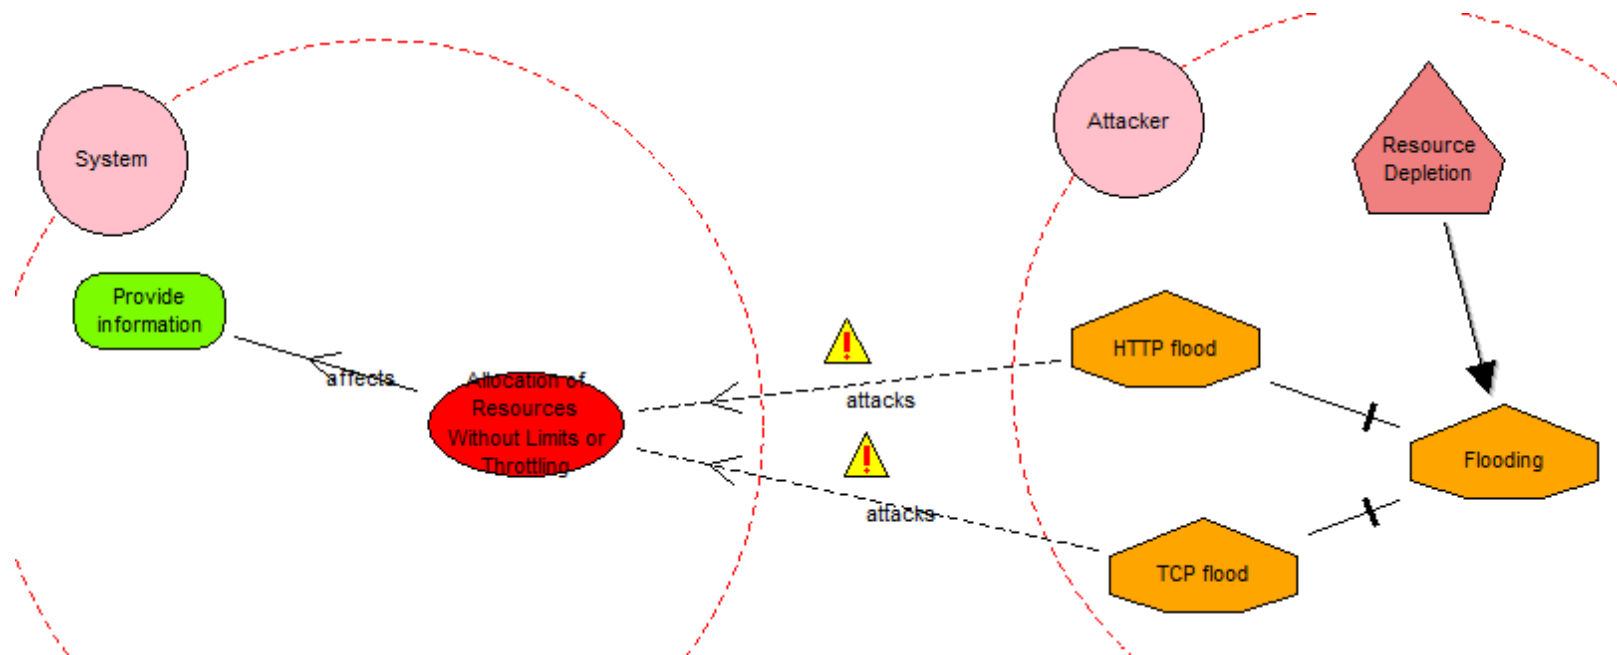 System
Provide
information
affects
Allocation of
Resources
Without Limits or
Throttling
attacks
attacks
Attacker
Resource
Depletion
HTTP flood
Flooding
TCP flood